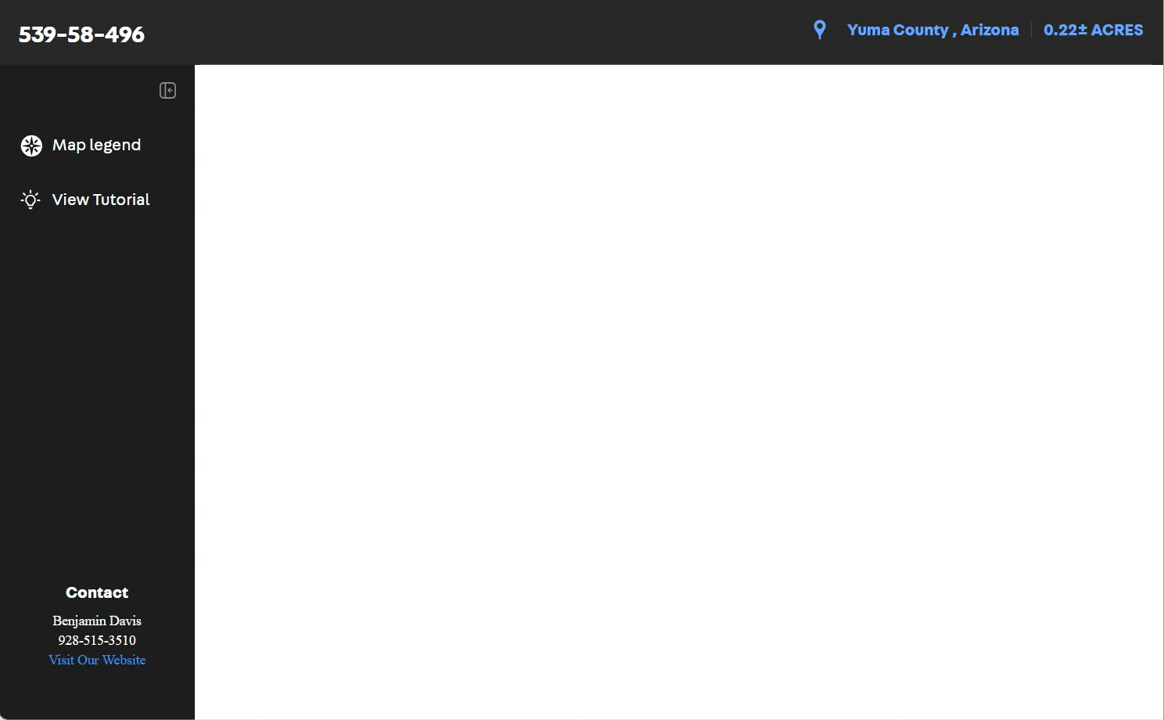 539-58-496
Yuma County , Arizona
0.22± ACRES
Map legend
View Tutorial
Contact
Benjamin Davis
928-515-3510
Visit Our Website